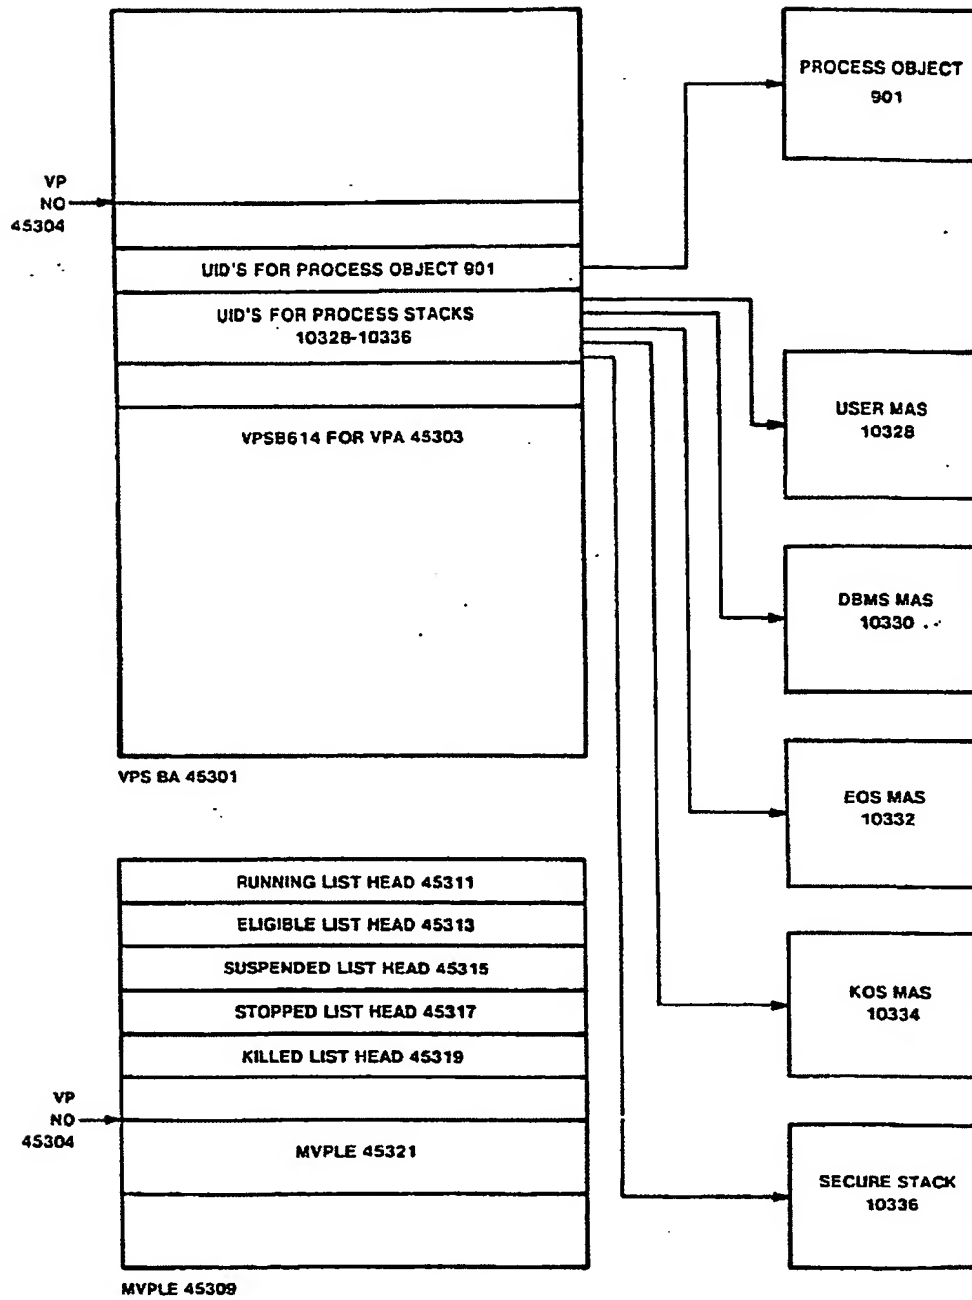 PROCESS OBJECT
901
VP
NO
45304
UID'S FOR PROCESS OBJECT 901
UID'S FOR PROCESS STACKS
10328-10336
VPSB614 FOR VPA 45303
USER MAS
10328
DBMS MAS
10330
EOS MAS
10332
KOS MAS
10334
SECURE STACK
10336
VPS BA 45301
RUNNING LIST HEAD 45311
ELIGIBLE LIST HEAD 45313
SUSPENDED LIST HEAD 45315
STOPPED LIST HEAD 45317
KILLED LIST HEAD 45319
VP
NO
45304
MVPLE 45321
MVPLE 45309